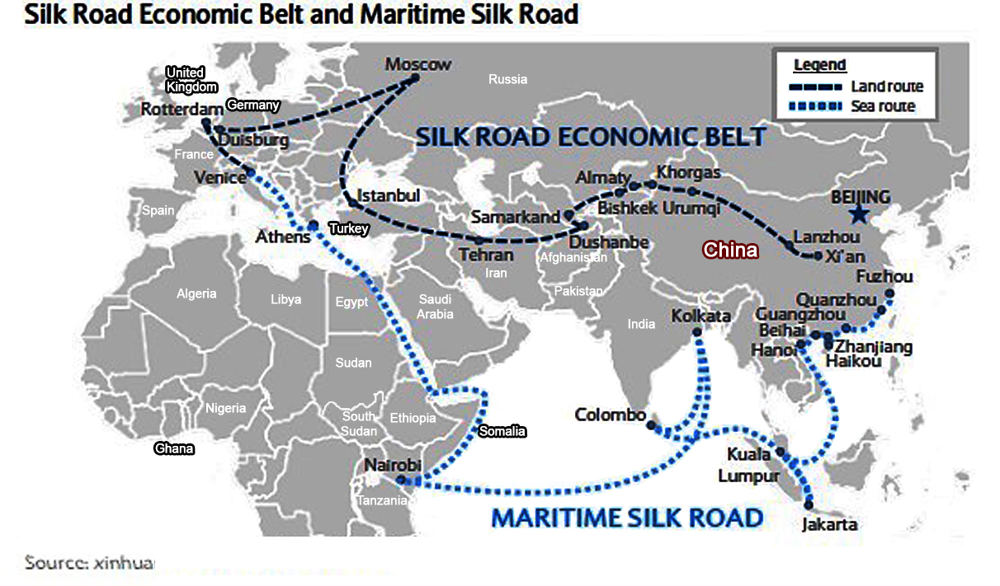 Silk Road Economic Belt and Maritime Silk Road
Moscow
United
Kingdom
Russia
Legend
Land route
Sea route
Rotterdam
Germany
Duisburg
SILK ROAD ECONOMIC BELT
France
Venice
Almaty
Khorgas
Istanbul
Bishkek
Urumqi
BEIJING
Spain
Samarkand
Athens
Turkey
Dushanbe
Lanzhou
Tehran
Afghanistan
China
Xi'an
Iran
Fuzhou
Algeria
Libya
Egypt
Saudi
Arabia
Pakistan
Quanzhou
India
Kolkata
Guangzhou
Beihai
Hanoi
Zhanjiang
Haikou
Sudan
Nigeria
South
Sudan
Ethiopia
Colombo
Somalia
Ghana
Kuala
Lumpur
Nairobi
Tanzania
MARITIME SILK ROAD
Jakarta
Source: xinhua